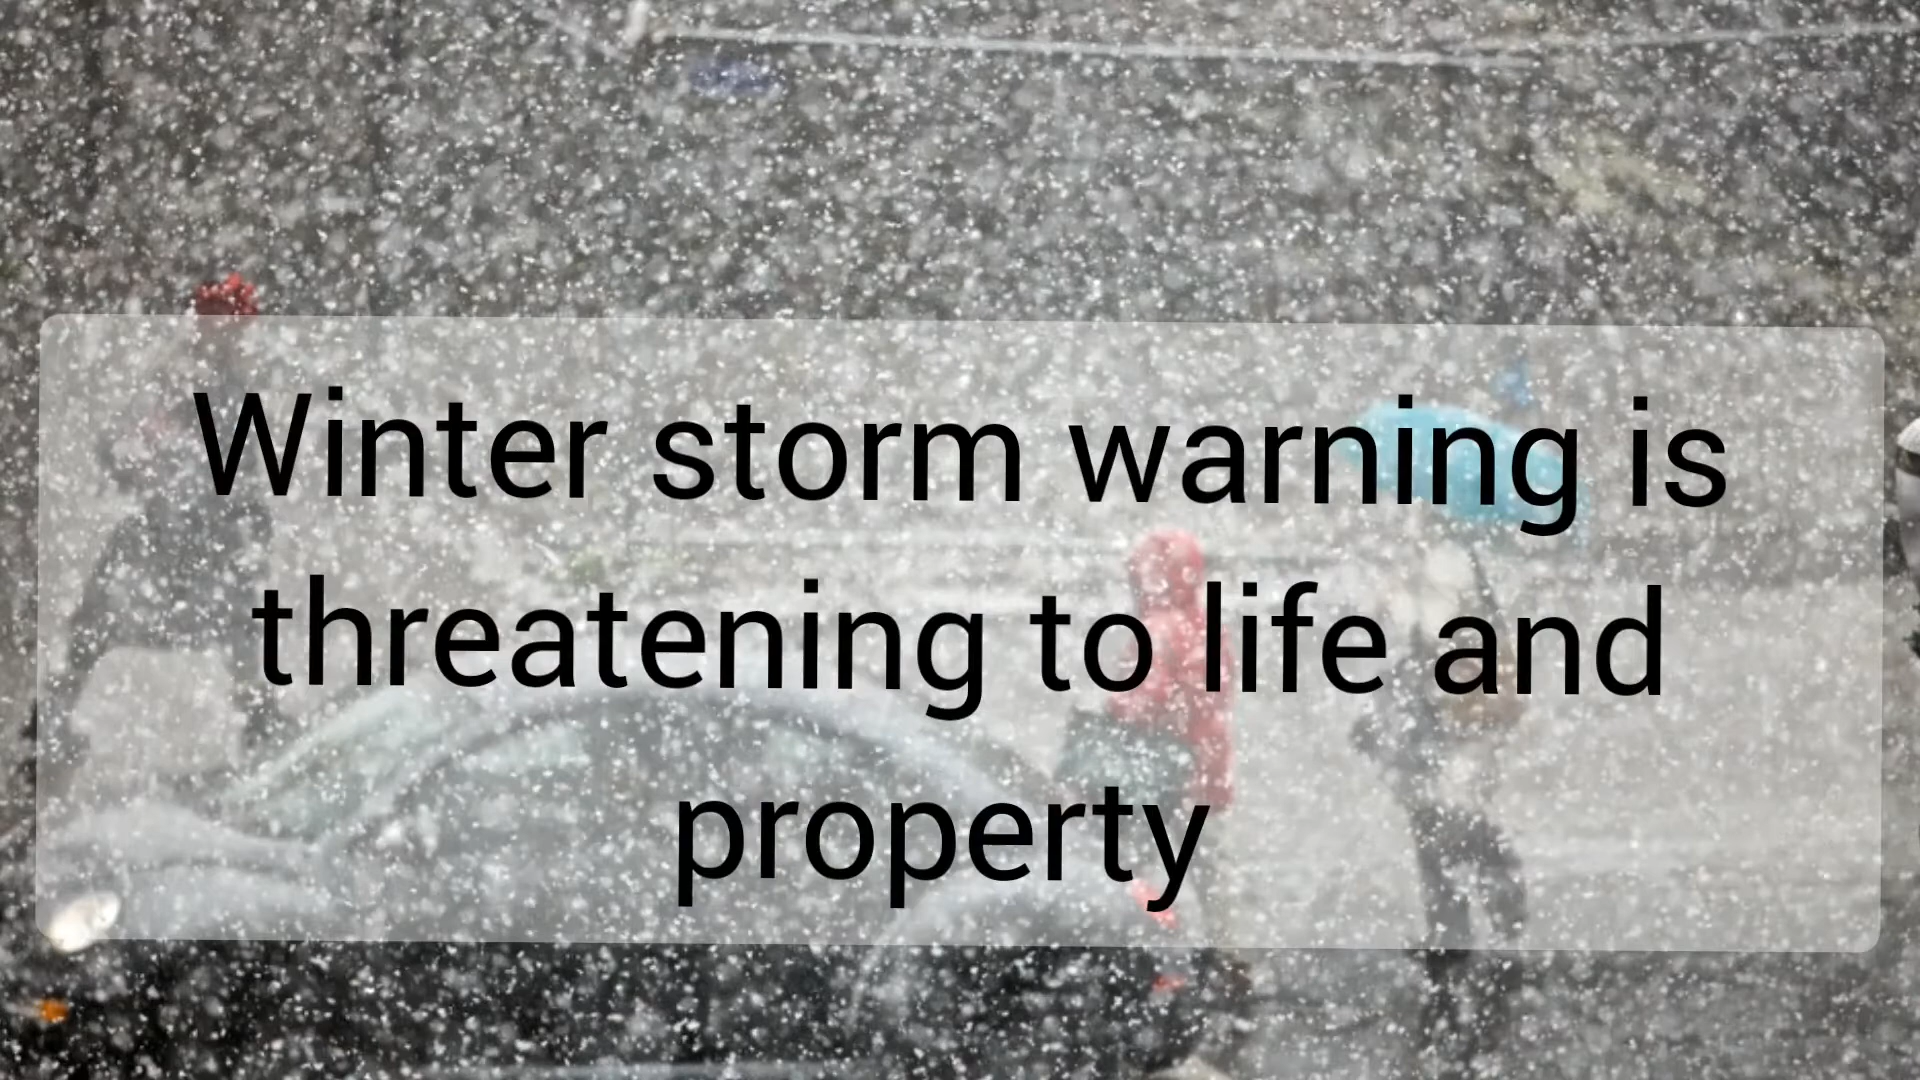 Winter storm warning is
threatening to life and
property